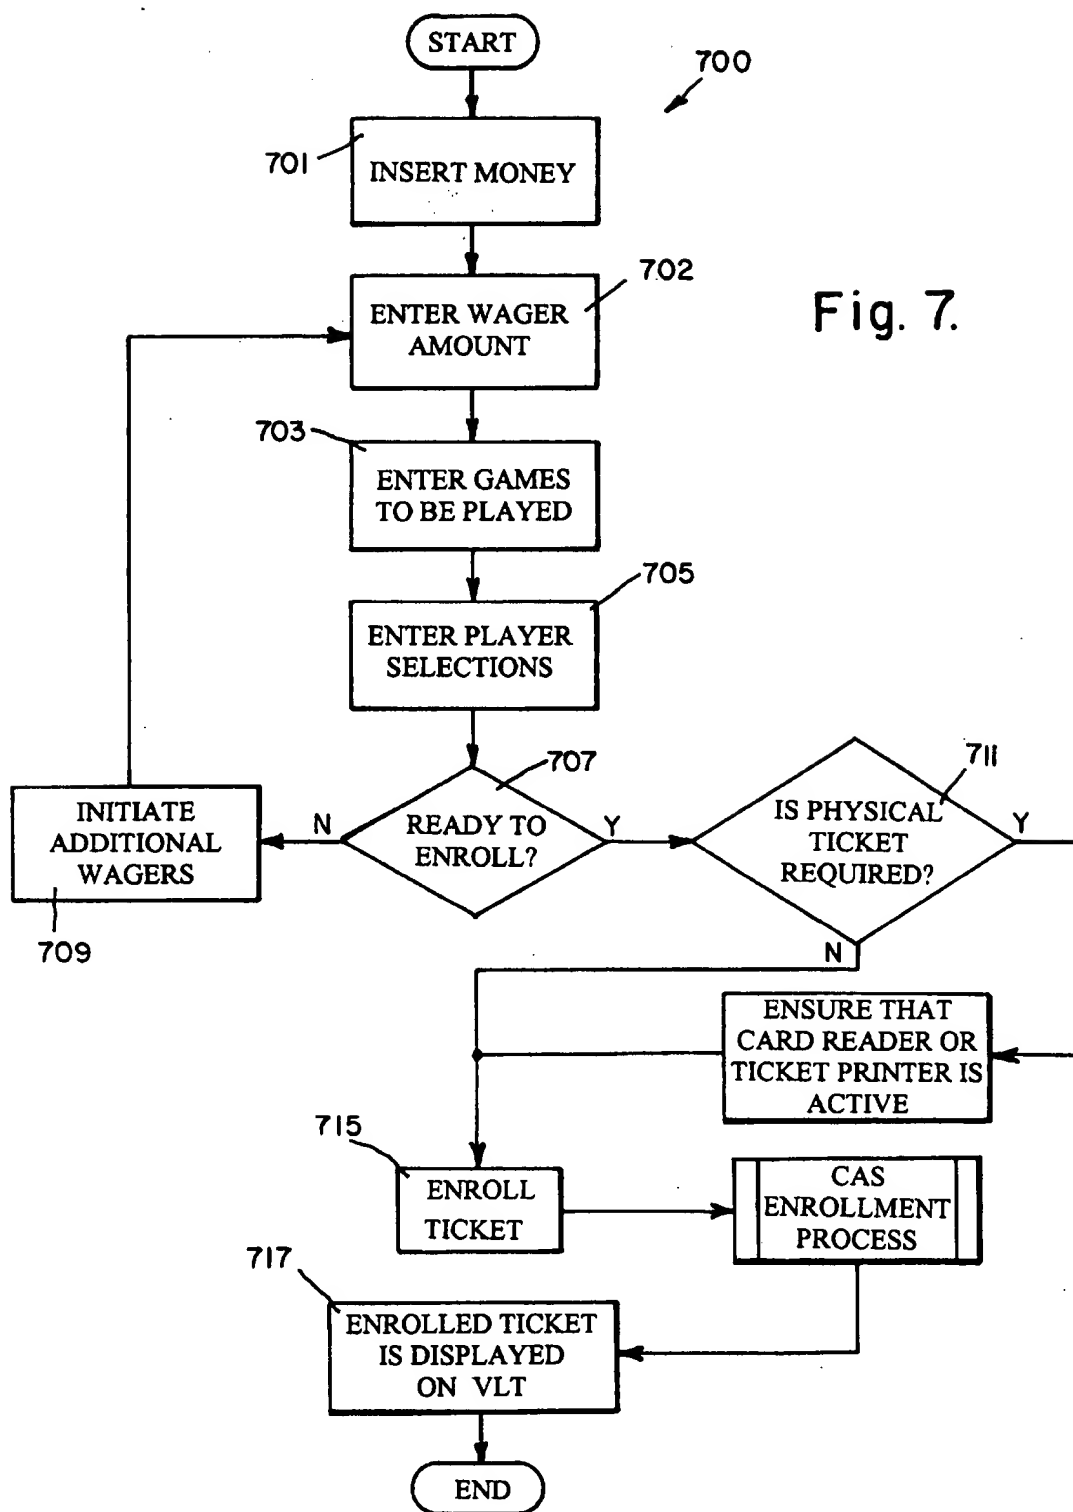 START
700
701
INSERT MONEY
702
ENTER WAGER
AMOUNT
Fig. 7.
703
ENTER GAMES
TO BE PLAYED
705
ENTER PLAYER
SELECTIONS
707
READY TO
ENROLL?
N
Y
INITIATE
ADDITIONAL
WAGERS
709
711
IS PHYSICAL
TICKET
REQUIRED?
Y
N
ENSURE THAT
CARD READER OR
TICKET PRINTER IS
ACTIVE
715
ENROLL
TICKET
CAS
ENROLLMENT
PROCESS
717
ENROLLED TICKET
IS DISPLAYED
ON VLT
END